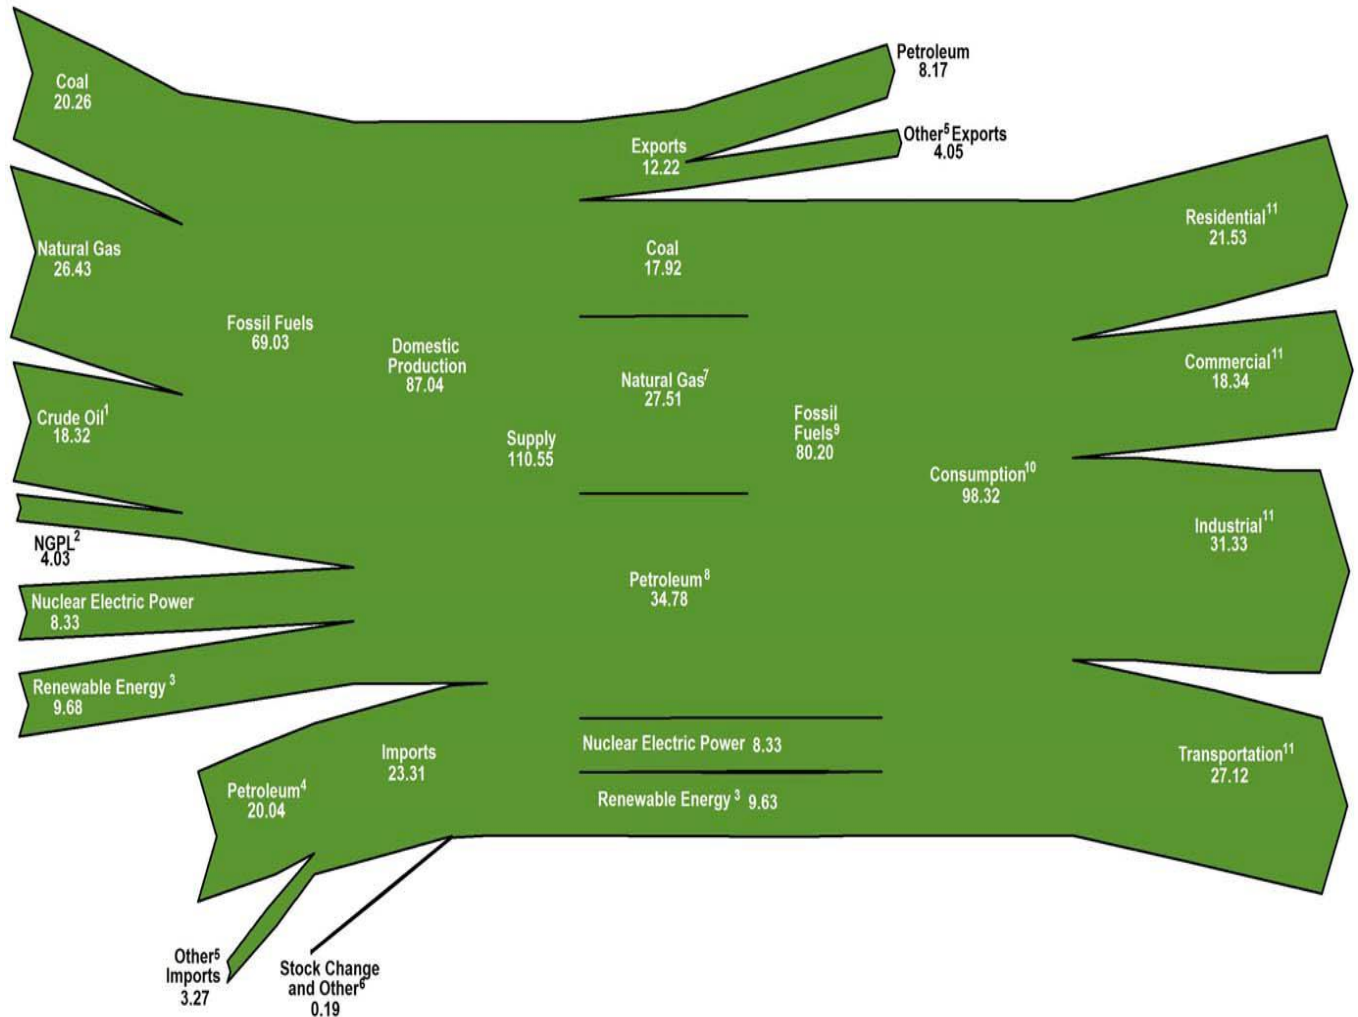 Coal
20.26
Natural Gas
26.43
Crude Oil¹
18.32
NGPL²
4.03
Nuclear Electric Power
8.33
Renewable Energy ³
9.68
Petroleum⁴
20.04
Other⁵
Imports
3.27
Stock Change
and Other⁶
0.19
Imports
23.31
Fossil Fuels
69.03
Domestic
Production
87.04
Supply
110.55
Petroleum
8.17
Other⁵ Exports
4.05
Exports
12.22
Coal
17.92
Natural Gas⁷
27.51
Petroleum⁸
34.78
Nuclear Electric Power 8.33
Renewable Energy ³ 9.63
Fossil
Fuels⁹
80.20
Consumption¹⁰
98.32
Residential¹¹
21.53
Commercial¹¹
18.34
Industrial¹¹
31.33
Transportation¹¹
27.12